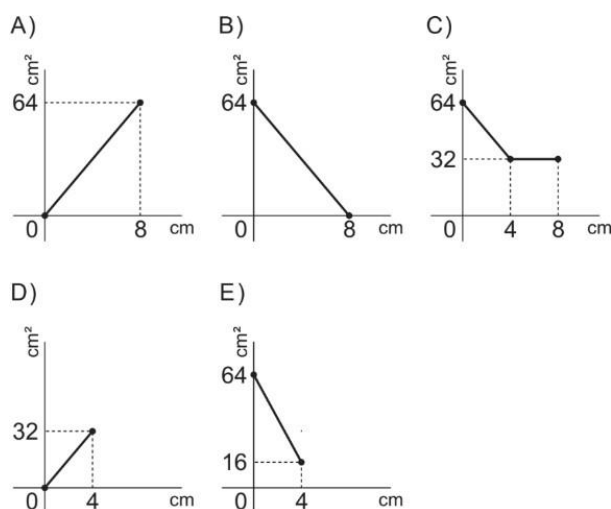 A) B) C)
cm² cm² cm²
64 64 64
32
0 8 cm 0 8 cm 0 4 8 cm
D) E)
cm² cm²
64
32
16
0 4 cm 0 4 cm